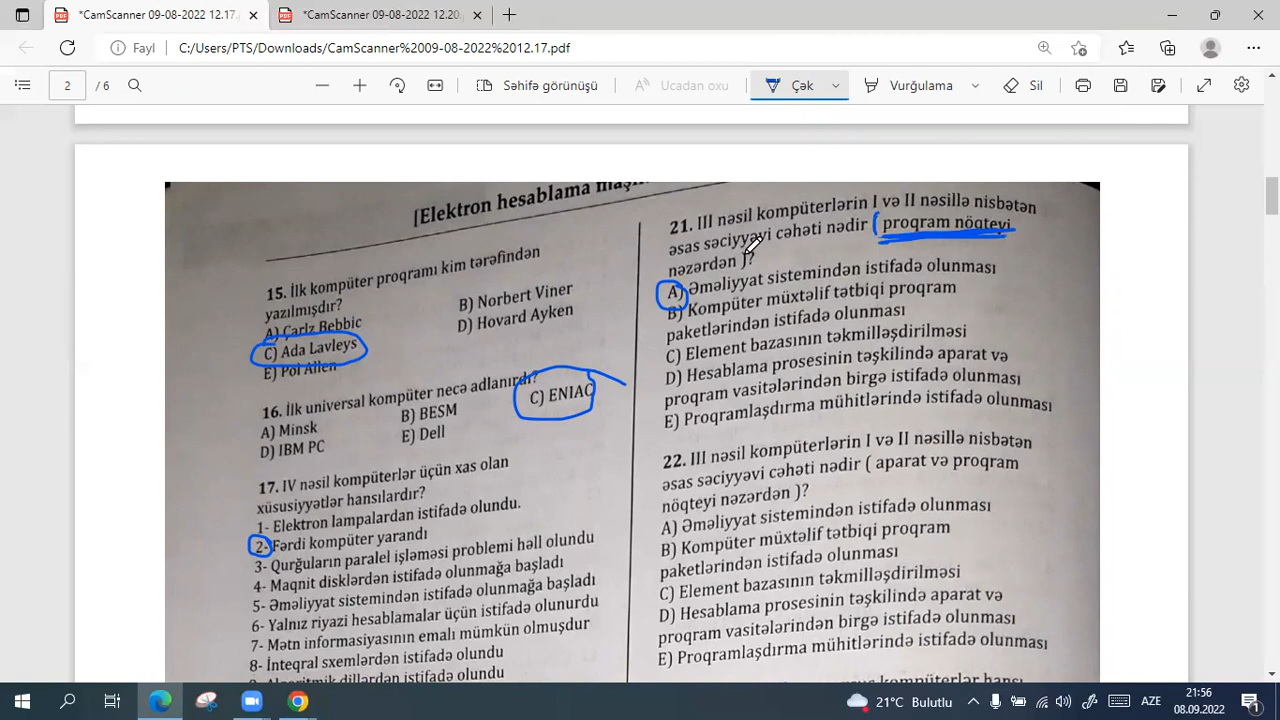 *CamScanner 09-08-2022 12.17.
*CamScanner 09-08-2022 12.20.
Fayl
C:/Users/PTS/Downloads/CamScanner%2009-08-2022%2012.17.pdf
2 / 6
Səhifə görünüşü
Ucadan oxu
Çək
Vurğulama
Sil
[Elektron hesablama
15. İlk kompüter proqramı kim tərəfindən
yazılmışdır?
A) Çarlz Bebbic
B) Norbert Viner
C) Ada Lavleys
D) Hovard Ayken
E) Pol Allen
16. İlk universal kompüter necə adlanırdı?
A) Minsk
B) BESM
C) ENIAC
D) IBM PC
E) Dell
17. IV nəsil kompüterlər üçün xas olan
xüsusiyyətlər hansılardır?
1- Elektron lampalardan istifadə olundu.
2- Fərdi kompüter yarandı
3- Qurğuların paralel işləməsi problemi həll olundu
4- Maqnit disklərdən istifadə olunmağa başladı
5- Əməliyyat sistemindən istifadə olunmağa başladı
6- Yalnız riyazi hesablamalar üçün istifadə olunurdu
7- Mətn informasiyasının emalı mümkün olmuşdur
8- İnteqral sxemlərdən istifadə olundu
9- Alqoritmik dillərdən istifadə olundu
21. III nəsil kompüterlərin I və II nəsillə nisbətən
əsas səciyyəvi cəhəti nədir ( proqram nöqteyi
nəzərdən )?
A) Əməliyyat sistemindən istifadə olunması
B) Kompüter müxtəlif tətbiqi proqram
paketlərindən istifadə olunması
C) Element bazasının təkmilləşdirilməsi
D) Hesablama prosesinin təşkilində aparat və
proqram vasitələrindən birgə istifadə olunması
E) Proqramlaşdırma mühitlərində istifadə olunması
22. III nəsil kompüterlərin I və II nəsillə nisbətən
əsas səciyyəvi cəhəti nədir ( aparat və proqram
nöqteyi nəzərdən )?
A) Əməliyyat sistemindən istifadə olunması
B) Kompüter müxtəlif tətbiqi proqram
paketlərindən istifadə olunması
C) Element bazasının təkmilləşdirilməsi
D) Hesablama prosesinin təşkilində aparat və
proqram vasitələrindən birgə istifadə olunması
E) Proqramlaşdırma mühitlərində istifadə olunması
kompüterlər
21°C Bulutlu
AZE
21:56
08.09.2022
1